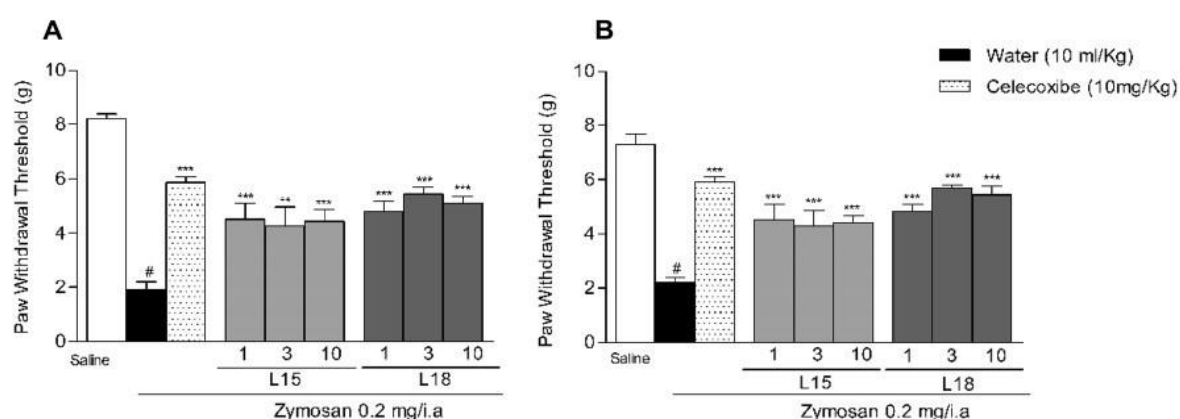 A
Paw Withdrawal Threshold (g)
10
8
6
4
2
0
#
***
*** ** ***
*** *** ***
Saline
1 3 10 1 3 10
L15 L18
Zymosan 0.2 mg/i.a
B
Water (10 ml/Kg)
Celecoxibe (10mg/Kg)
Paw Withdrawal Threshold (g)
10
8
6
4
2
0
#
***
*** *** ***
*** *** ***
Saline
1 3 10 1 3 10
L15 L18
Zymosan 0.2 mg/i.a